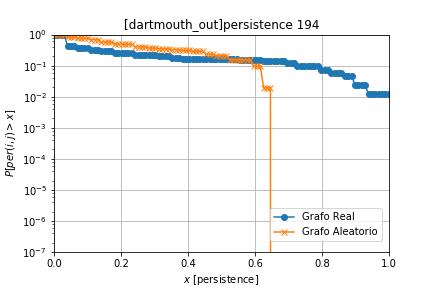 [dartmouth_out]persistence 194
P[per(i,j) > x]
10^0
10^-1
10^-2
10^-3
10^-4
10^-5
10^-6
10^-7
Grafo Real
Grafo Aleatorio
0.0 0.2 0.4 0.6 0.8 1.0
x [persistence]